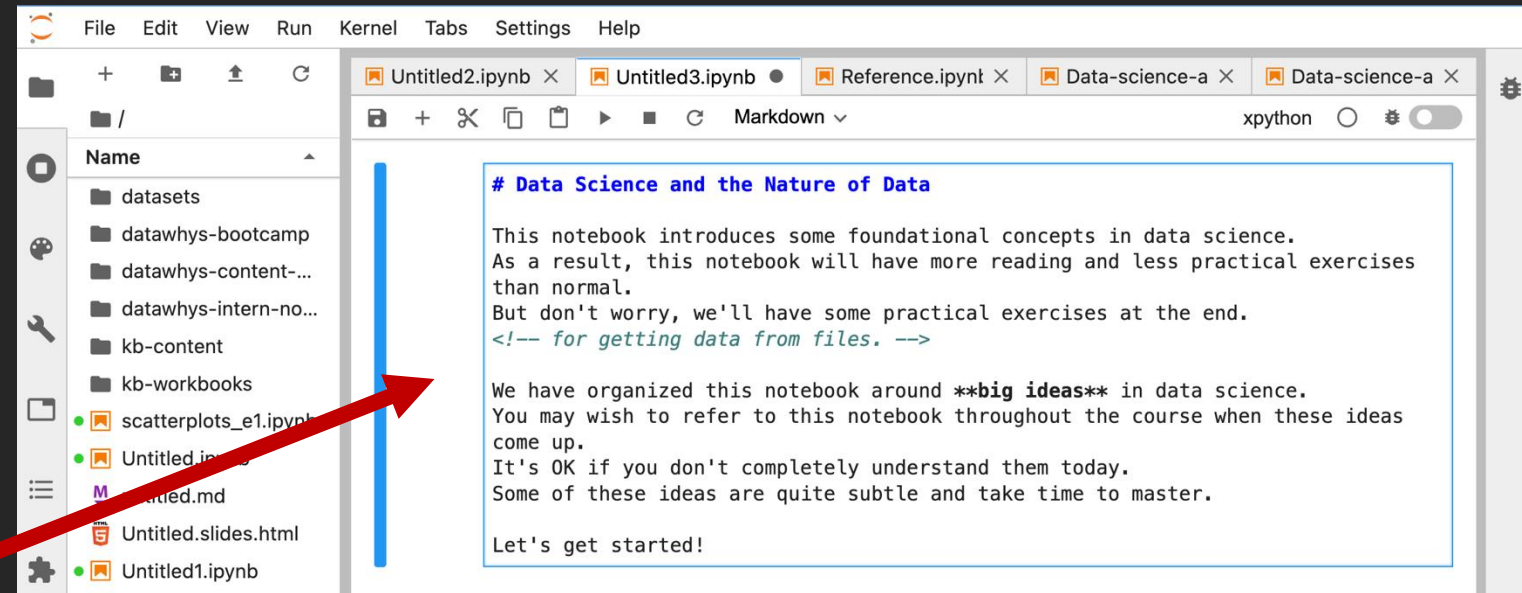 File Edit View Run Kernel Tabs Settings Help
Untitled2.ipynb Untitled3.ipynb Reference.ipynb Data-science-a Data-science-a
/
Markdown xpython
Name
datasets
datawhys-bootcamp
datawhys-content-...
datawhys-intern-no...
kb-content
kb-workbooks
scatterplots_e1.ipynb
Untitled.ipynb
Untitled.md
Untitled.slides.html
Untitled1.ipynb
# Data Science and the Nature of Data
This notebook introduces some foundational concepts in data science.
As a result, this notebook will have more reading and less practical exercises
than normal.
But don't worry, we'll have some practical exercises at the end.
<!-- for getting data from files. -->
We have organized this notebook around **big ideas** in data science.
You may wish to refer to this notebook throughout the course when these ideas
come up.
It's OK if you don't completely understand them today.
Some of these ideas are quite subtle and take time to master.
Let's get started!